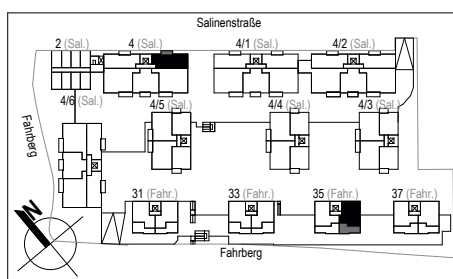 Salinenstraße
2 (Sal.) 4 (Sal.) 4/1 (Sal.) 4/2 (Sal.)
4/6 (Sal.) 4/5 (Sal.) 4/4 (Sal.) 4/3 (Sal.)
Fahrberg
31 (Fahr.) 33 (Fahr.) 35 (Fahr.) 37 (Fahr.)
N
Fahrberg